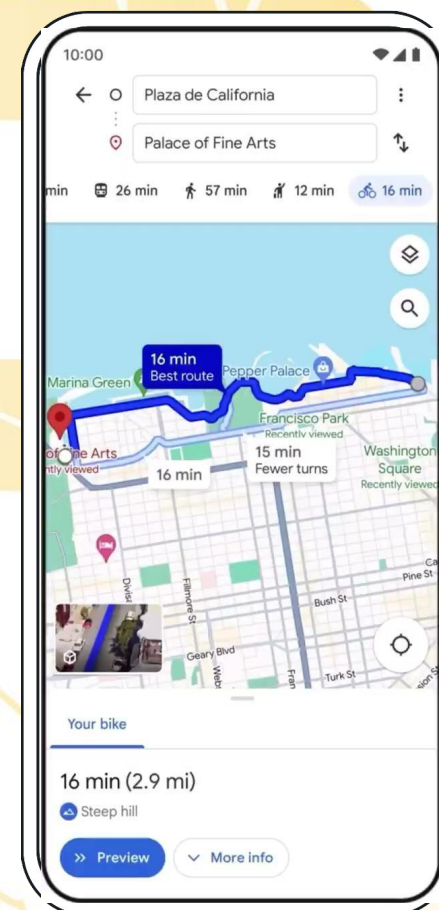 10:00
Plaza de California
Palace of Fine Arts
min
26 min
57 min
12 min
16 min
16 min
Best route
Pepper Palace
Marina Green
Francisco Park
Recently viewed
of Fine Arts
ntly viewed
15 min
Fewer turns
16 min
Washington
Square
Recently viewed
Divis
Fillmore St
Ca
Pine St
Bush St
Geary Blvd
Webs
Fran
Turk St
sion S
Your bike
16 min (2.9 mi)
Steep hill
Preview
More info